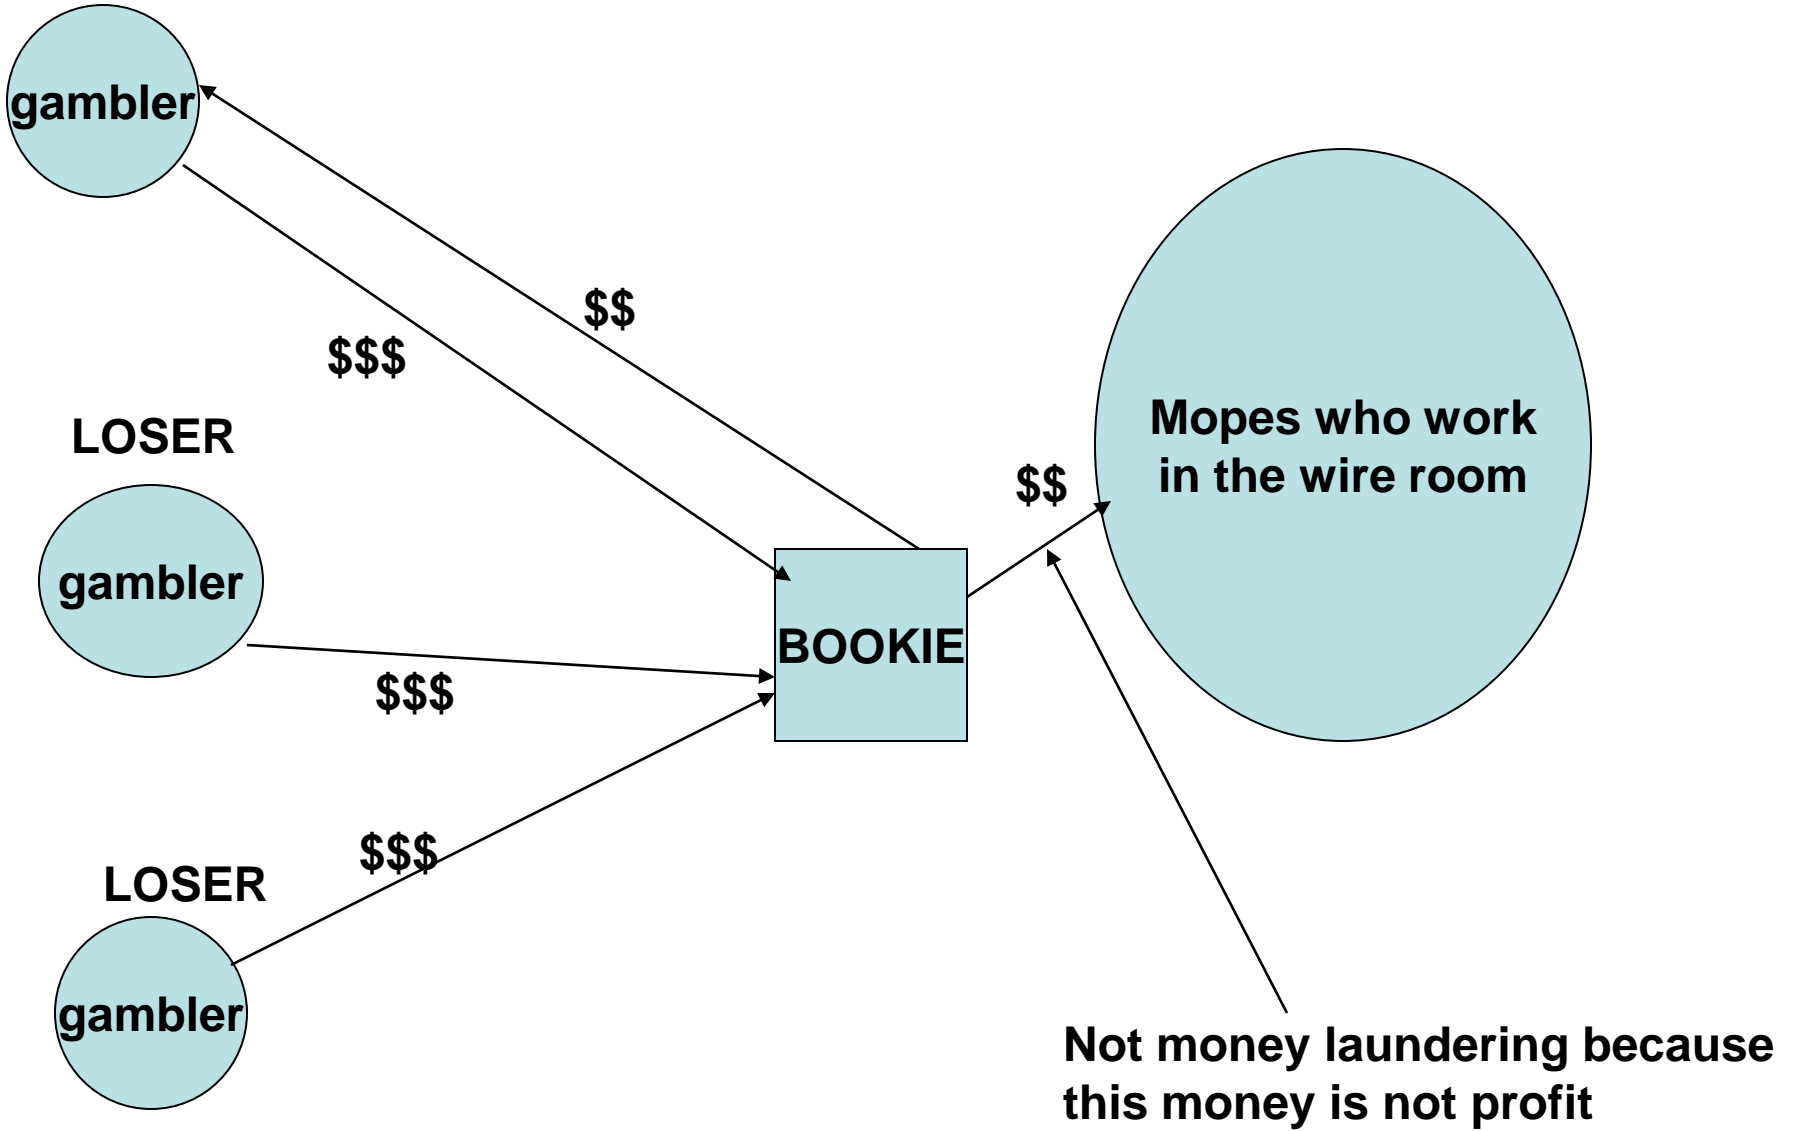 gambler
$$
$$$
LOSER
Mopes who work
in the wire room
$$
gambler
BOOKIE
$$$
$$$
LOSER
gambler
Not money laundering because
this money is not profit